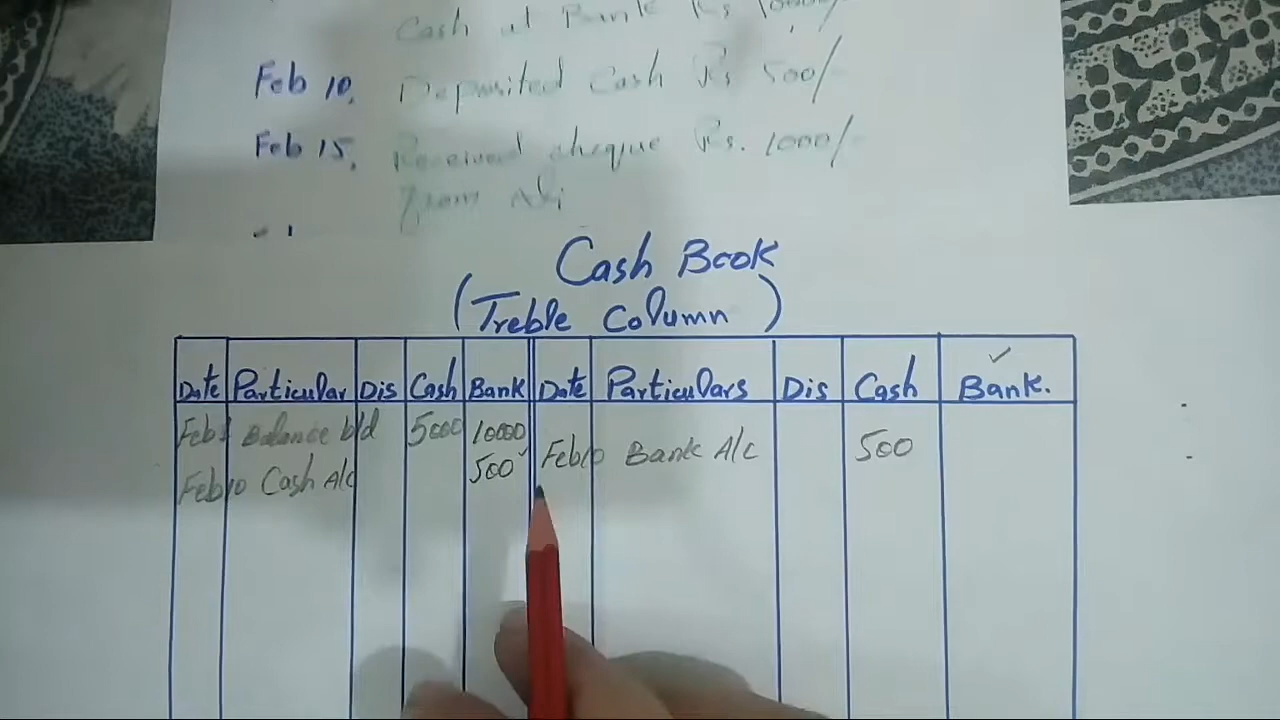 Cash at Bank Rs 10000/-
Feb 10, Deposited Cash Rs 500/-
Feb 15, Received cheque Rs. 1000/-
From Ali
Cash Book
(Treble Column)
Date Particular Dis Cash Bank Date Particulars Dis Cash Bank.
Feb 1 Balance b/d 5000 10000 Feb 10 Bank A/c 500
Feb 10 Cash A/c 500